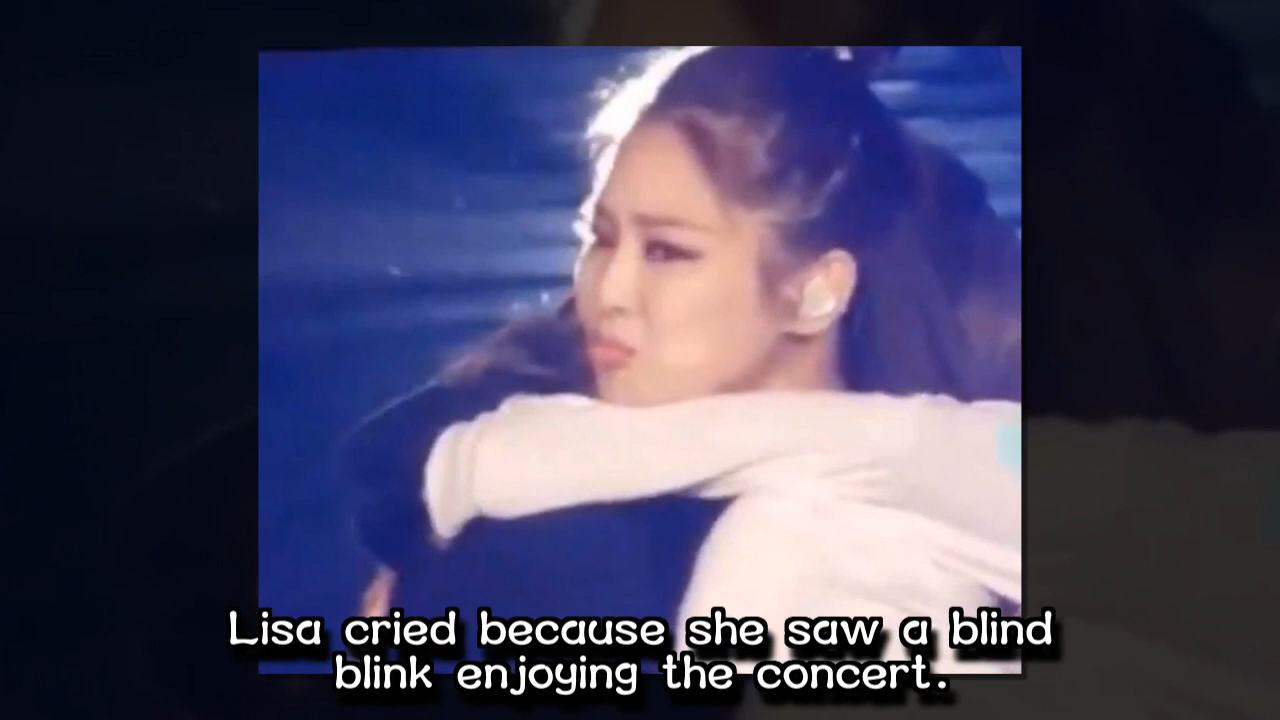 Lisa cried because she saw a blind
blink enjoying the concert.